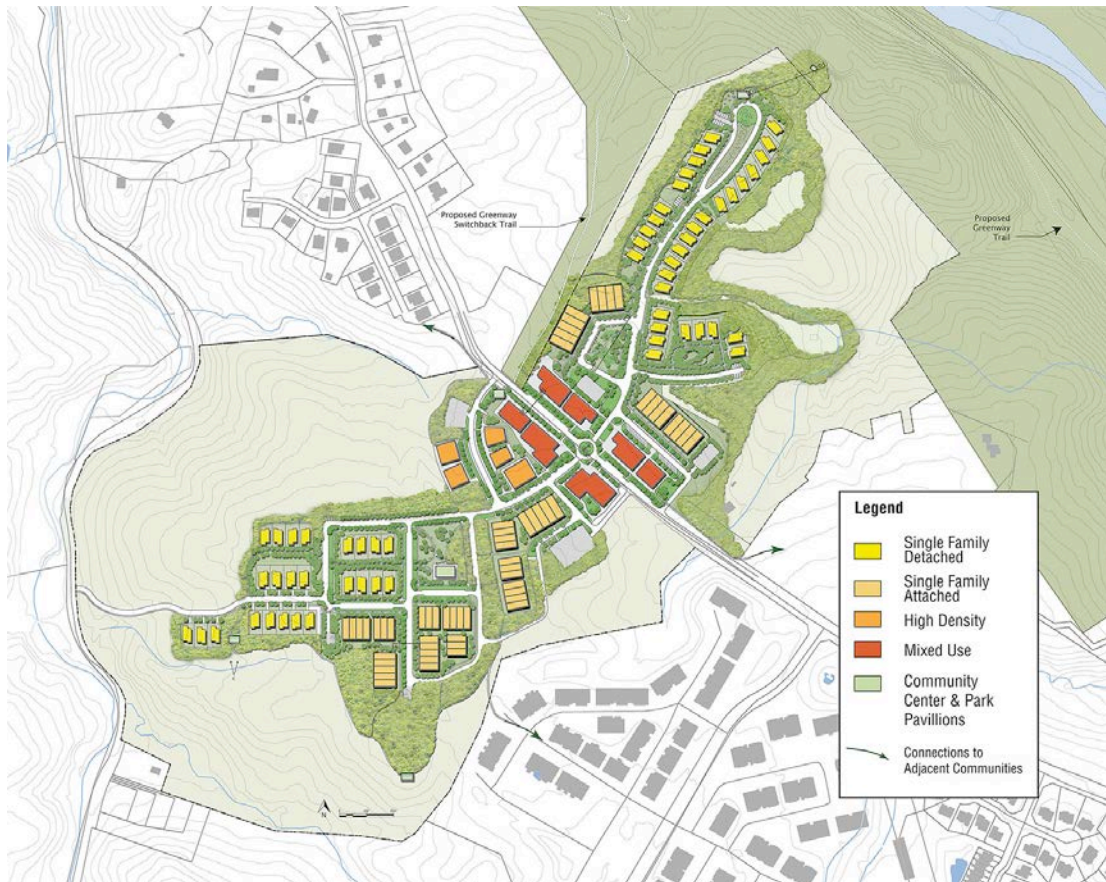 Proposed Greenway
Switchback Trail
Proposed
Greenway
Trail
Legend
Single Family
Detached
Single Family
Attached
High Density
Mixed Use
Community
Center & Park
Pavillions
Connections to
Adjacent Communities
N